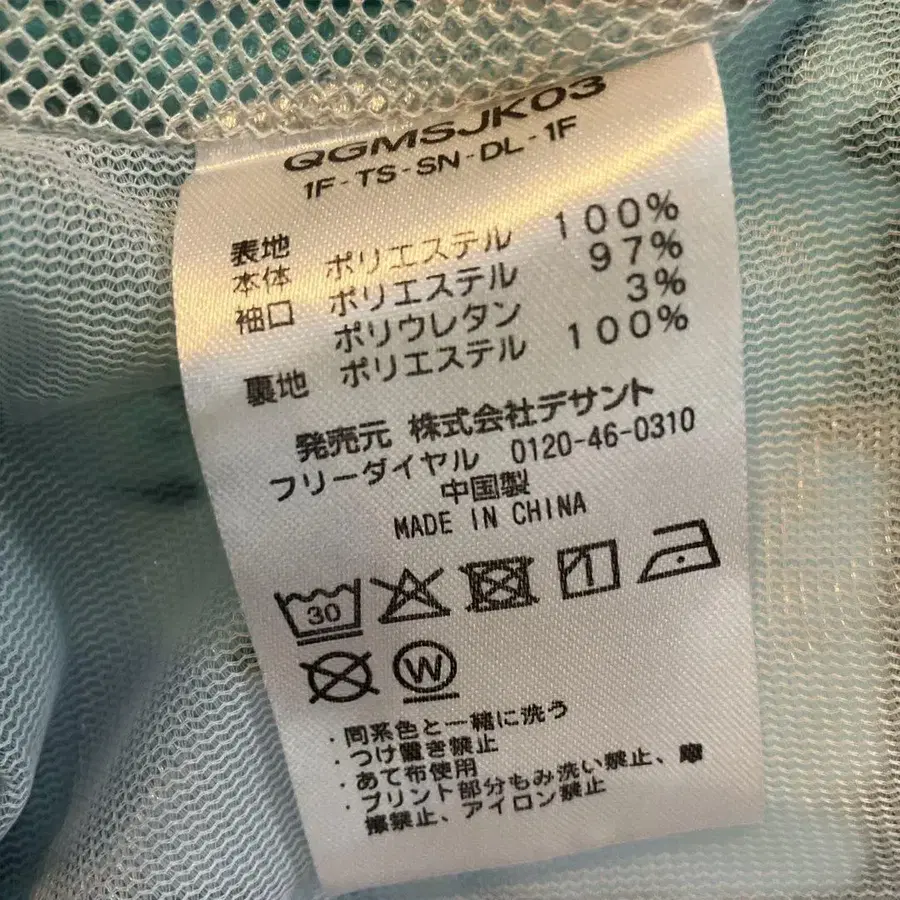 QGMSJK03
1F-TS-SN-DL-1F
表地
本体 ポリエステル 100%
袖口 ポリエステル 97%
ポリウレタン 3%
裏地 ポリエステル 100%
発売元 株式会社デサント
フリーダイヤル 0120-46-0310
中国製
MADE IN CHINA
30
1
W
・同系色と一緒に洗う
・つけ置き禁止
・あて布使用
・プリント部分もみ洗い禁止、摩
擦禁止、アイロン禁止